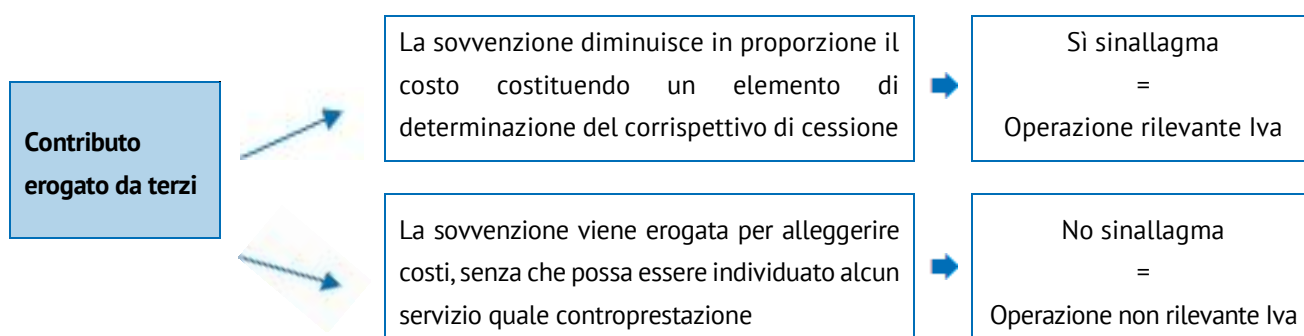 Contributo
erogato da terzi
La sovvenzione diminuisce in proporzione il
costo costituendo un elemento di
determinazione del corrispettivo di cessione
Sì sinallagma
=
Operazione rilevante Iva
La sovvenzione viene erogata per alleggerire
costi, senza che possa essere individuato alcun
servizio quale controprestazione
No sinallagma
=
Operazione non rilevante Iva